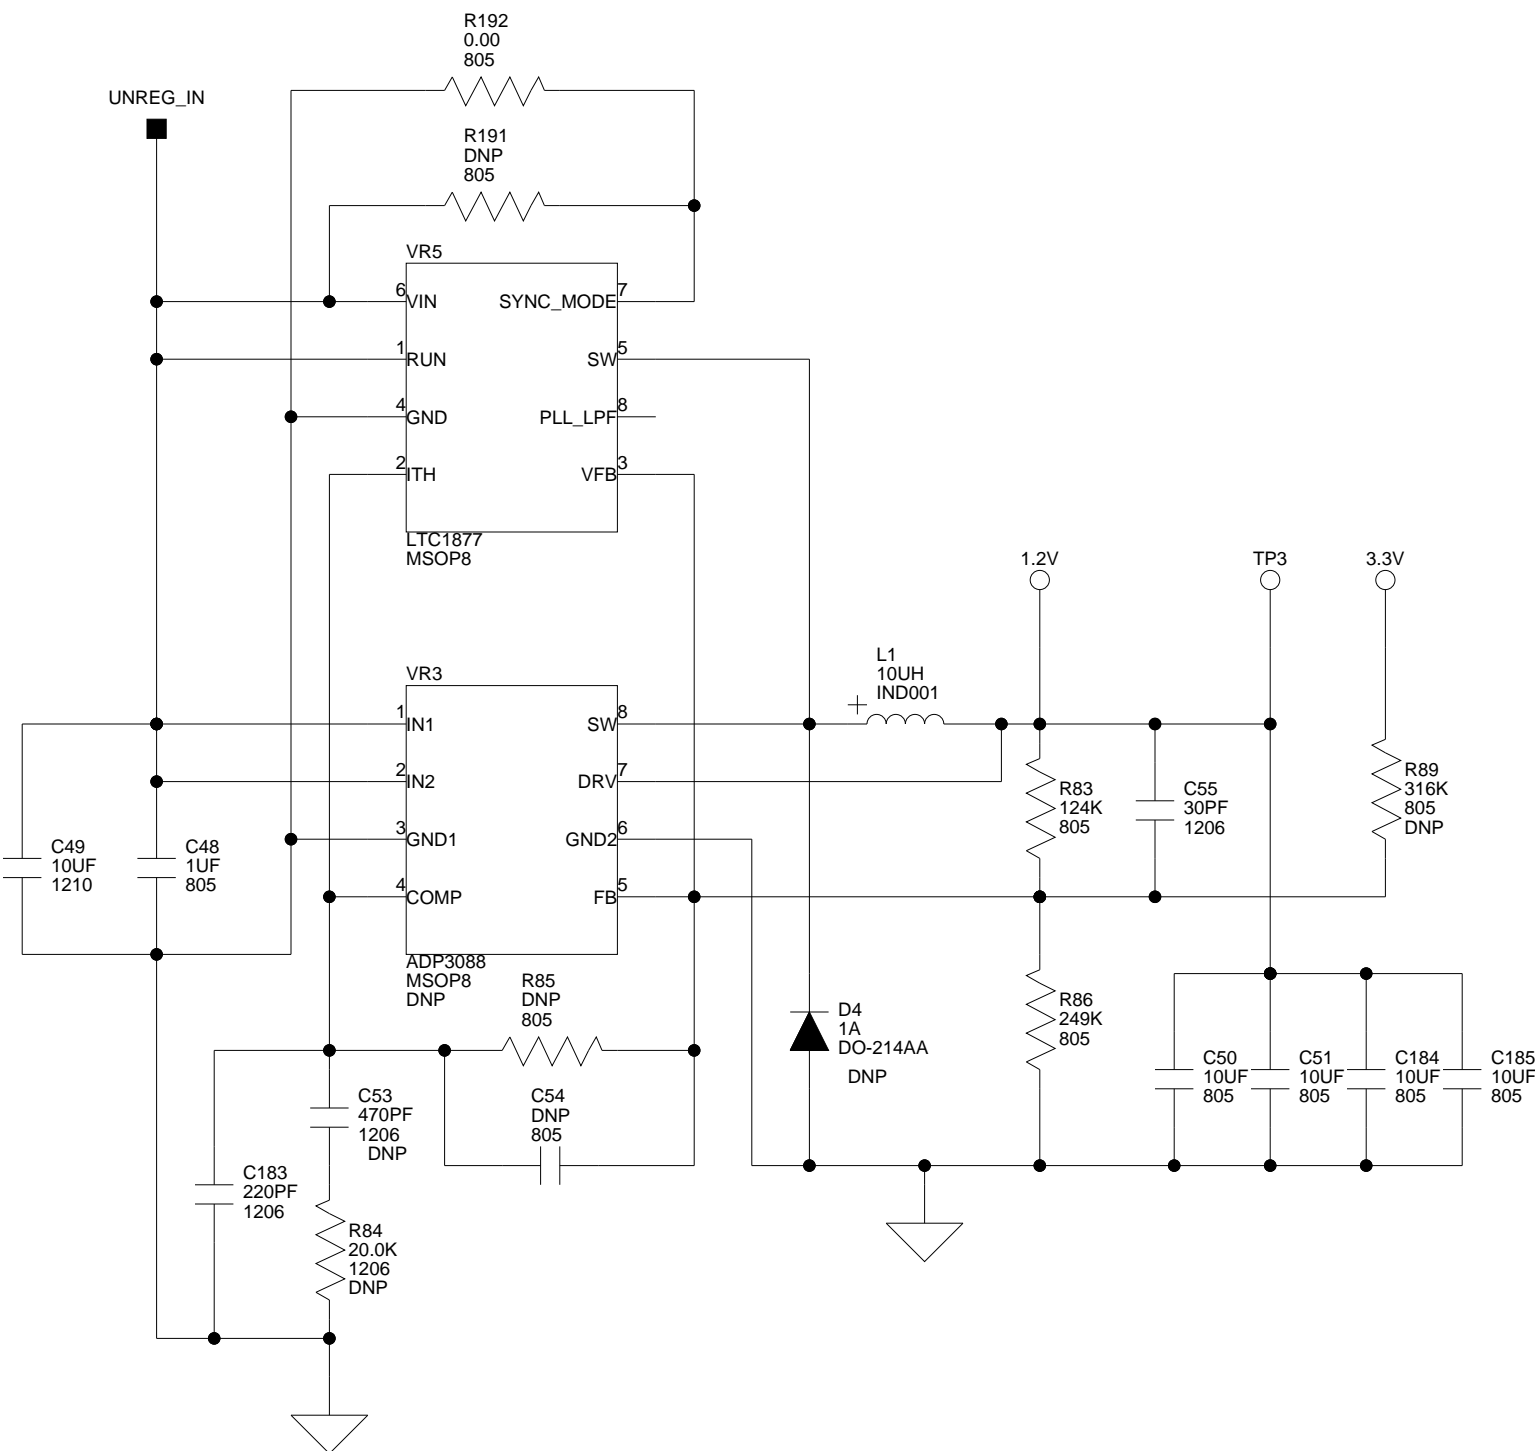 R192
0.00
805
UNREG_IN
R191
DNP
805
VR5
6
VIN
SYNC_MODE
7
1
RUN
SW
5
4
GND
PLL_LPF
8
2
ITH
VFB
3
LTC1877
MSOP8
1.2V
TP3
3.3V
L1
10UH
IND001
+
VR3
1
IN1
SW
8
2
IN2
DRV
7
3
GND1
GND2
6
4
COMP
FB
5
ADP3088
MSOP8
DNP
C49
10UF
1210
C48
1UF
805
R83
124K
805
C55
30PF
1206
R89
316K
805
DNP
R85
DNP
805
D4
1A
DO-214AA
DNP
R86
249K
805
C50
10UF
805
C51
10UF
805
C184
10UF
805
C185
10UF
805
C53
470PF
1206
DNP
C54
DNP
805
C183
220PF
1206
R84
20.0K
1206
DNP